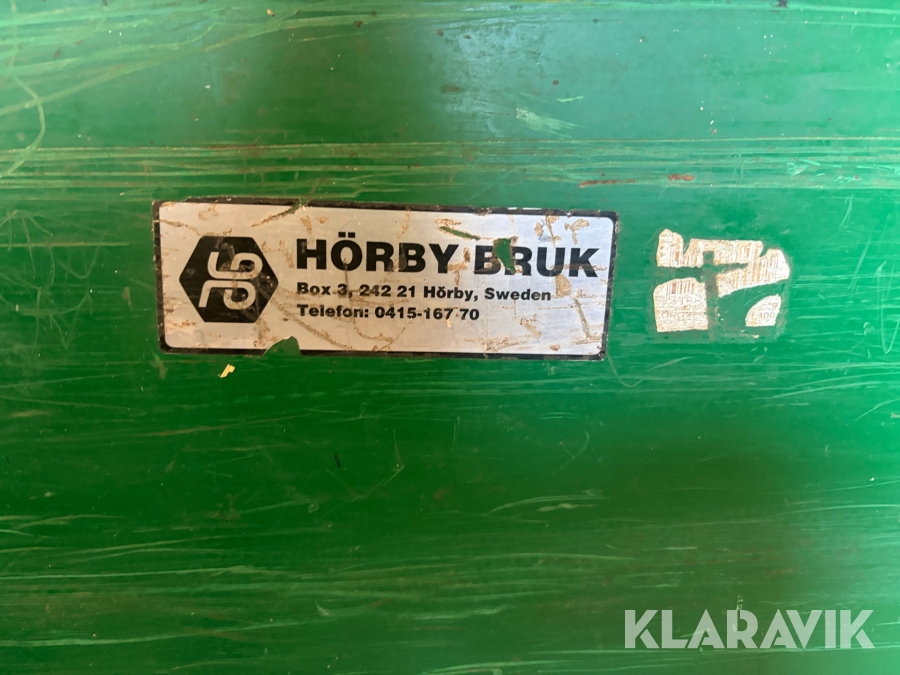 HÖRBY BRUK
Box 3, 242 21 Hörby, Sweden
Telefon: 0415-167 70
KLARAVIK